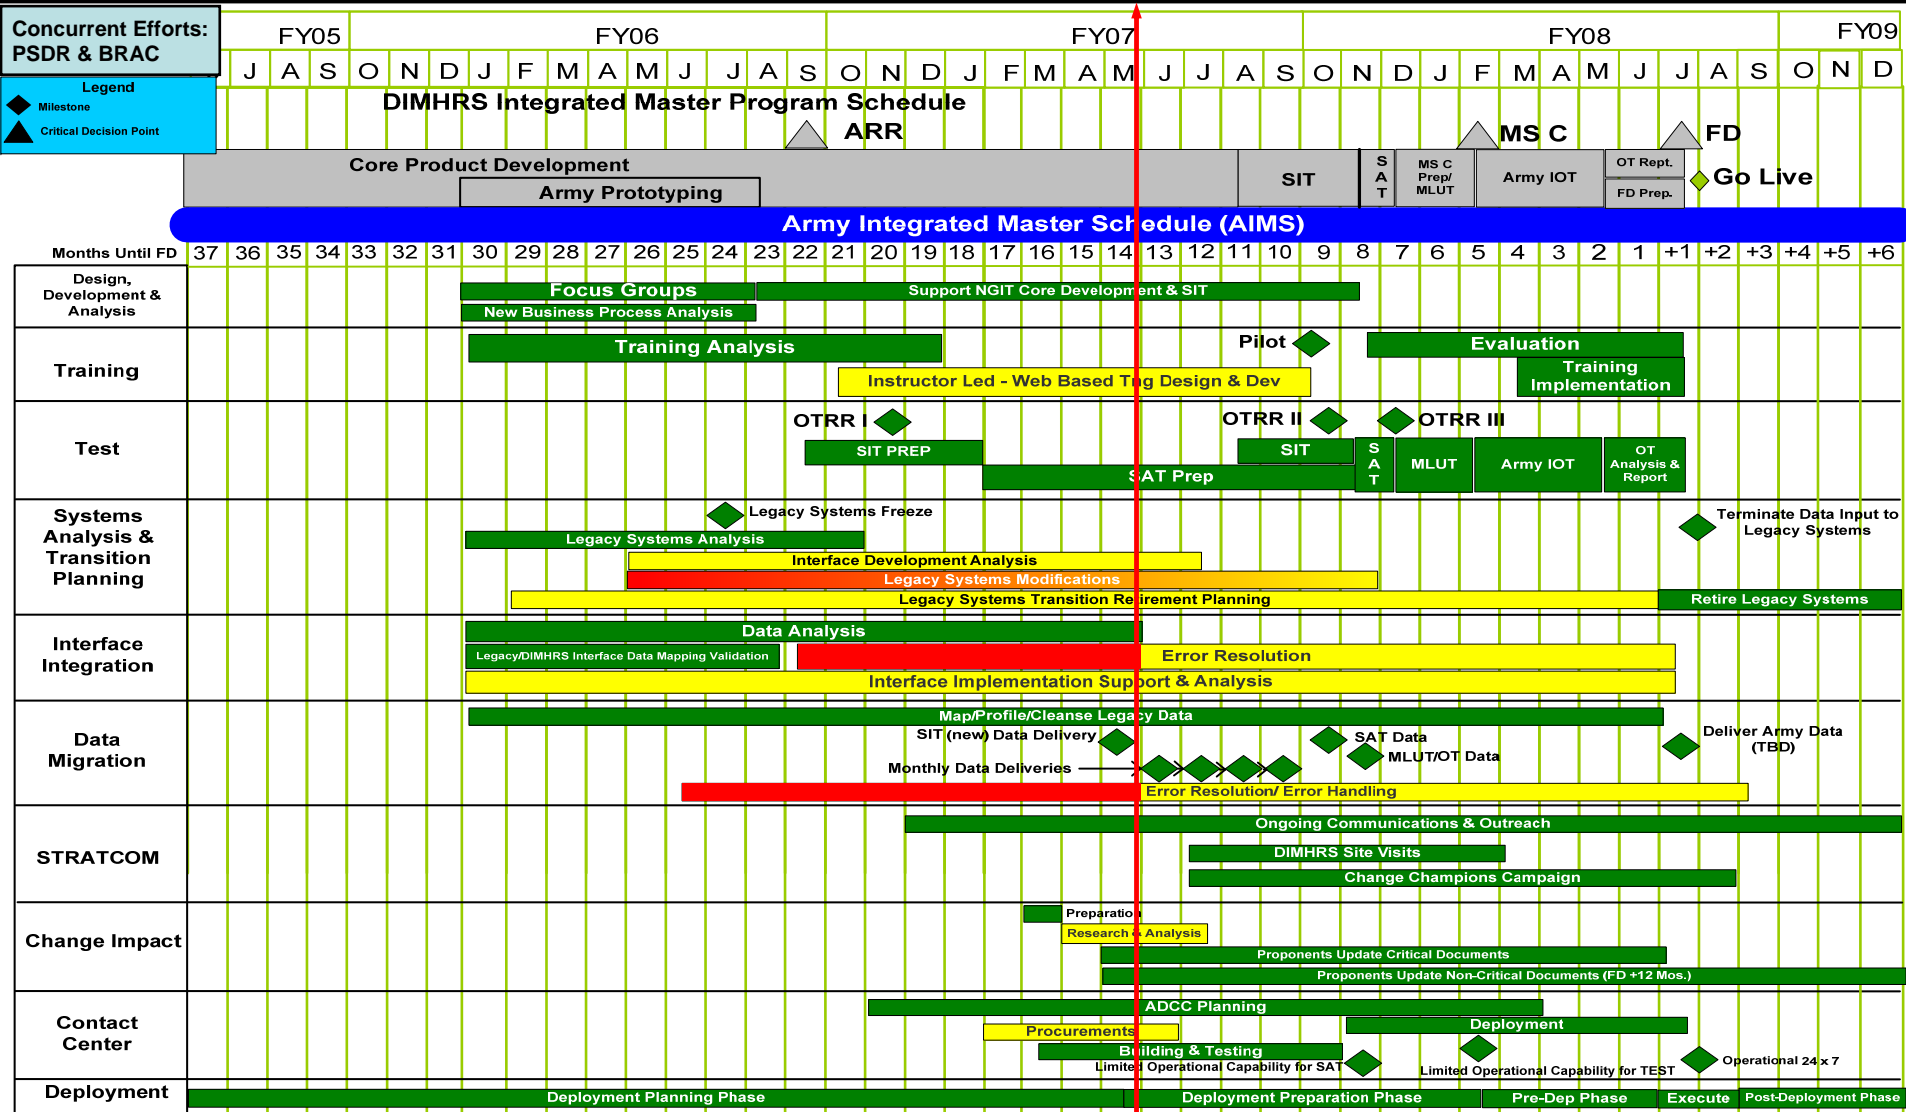 Concurrent Efforts:
PSDR & BRAC
FY05 FY06 FY07 FY08 FY09
J A S O N D J F M A M J J A S O N D J F M A M J J A S O N D J F M A M J J A S O N D
Legend
Milestone
Critical Decision Point
DIMHRS Integrated Master Program Schedule
ARR
MS C
FD
Core Product Development
Army Prototyping
SIT
S
A
T
MS C
Prep/
MLUT
Army IOT
OT Rept.
FD Prep.
Go Live
Army Integrated Master Schedule (AIMS)
Months Until FD 37 36 35 34 33 32 31 30 29 28 27 26 25 24 23 22 21 20 19 18 17 16 15 14 13 12 11 10 9 8 7 6 5 4 3 2 1 +1 +2 +3 +4 +5 +6
Design,
Development &
Analysis
Focus Groups
Support NGIT Core Development & SIT
New Business Process Analysis
Training
Training Analysis
Pilot
Evaluation
Instructor Led - Web Based Tng Design & Dev
Training
Implementation
Test
OTRR I
OTRR II
OTRR III
SIT PREP
SIT
SAT Prep
S
A
T
MLUT
Army IOT
OT
Analysis &
Report
Systems
Analysis &
Transition
Planning
Legacy Systems Freeze
Terminate Data Input to
Legacy Systems
Legacy Systems Analysis
Interface Development Analysis
Legacy Systems Modifications
Legacy Systems Transition Retirement Planning
Retire Legacy Systems
Interface
Integration
Data Analysis
Legacy/DIMHRS Interface Data Mapping Validation
Error Resolution
Interface Implementation Support & Analysis
Data
Migration
Map/Profile/Cleanse Legacy Data
SIT (new) Data Delivery
SAT Data
MLUT/OT Data
Deliver Army Data
(TBD)
Monthly Data Deliveries
Error Resolution/ Error Handling
STRATCOM
Ongoing Communications & Outreach
DIMHRS Site Visits
Change Champions Campaign
Change Impact
Preparation
Research & Analysis
Proponents Update Critical Documents
Proponents Update Non-Critical Documents (FD +12 Mos.)
Contact
Center
ADCC Planning
Deployment
Procurements
Building & Testing
Limited Operational Capability for SAT
Limited Operational Capability for TEST
Operational 24 x 7
Deployment
Deployment Planning Phase
Deployment Preparation Phase
Pre-Dep Phase
Execute
Post-Deployment Phase